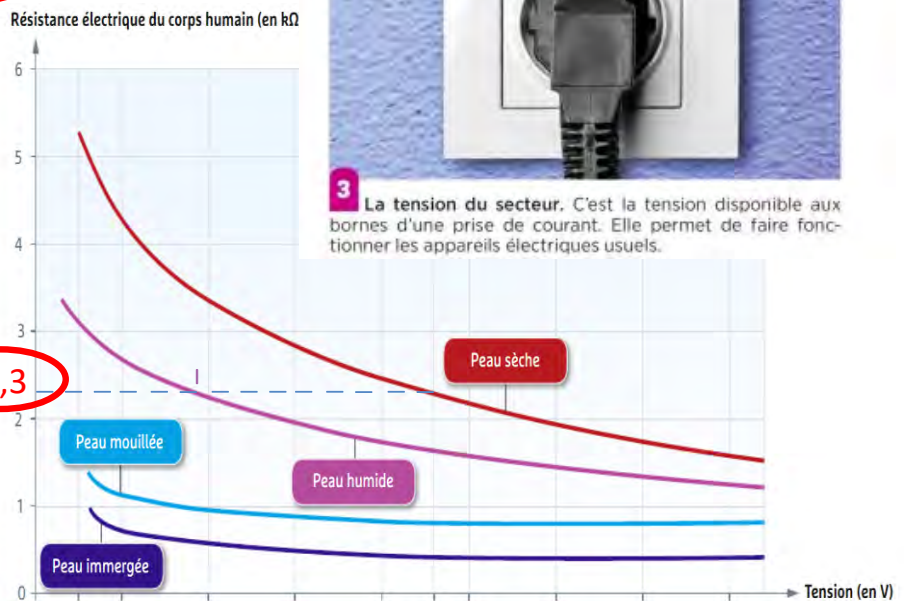 Résistance électrique du corps humain (en kΩ
6
5
4
3
2
1
0
,3
I
Peau sèche
Peau mouillée
Peau humide
Peau immergée
Tension (en V)
3
La tension du secteur. C'est la tension disponible aux
bornes d'une prise de courant. Elle permet de faire fonc-
tionner les appareils électriques usuels.